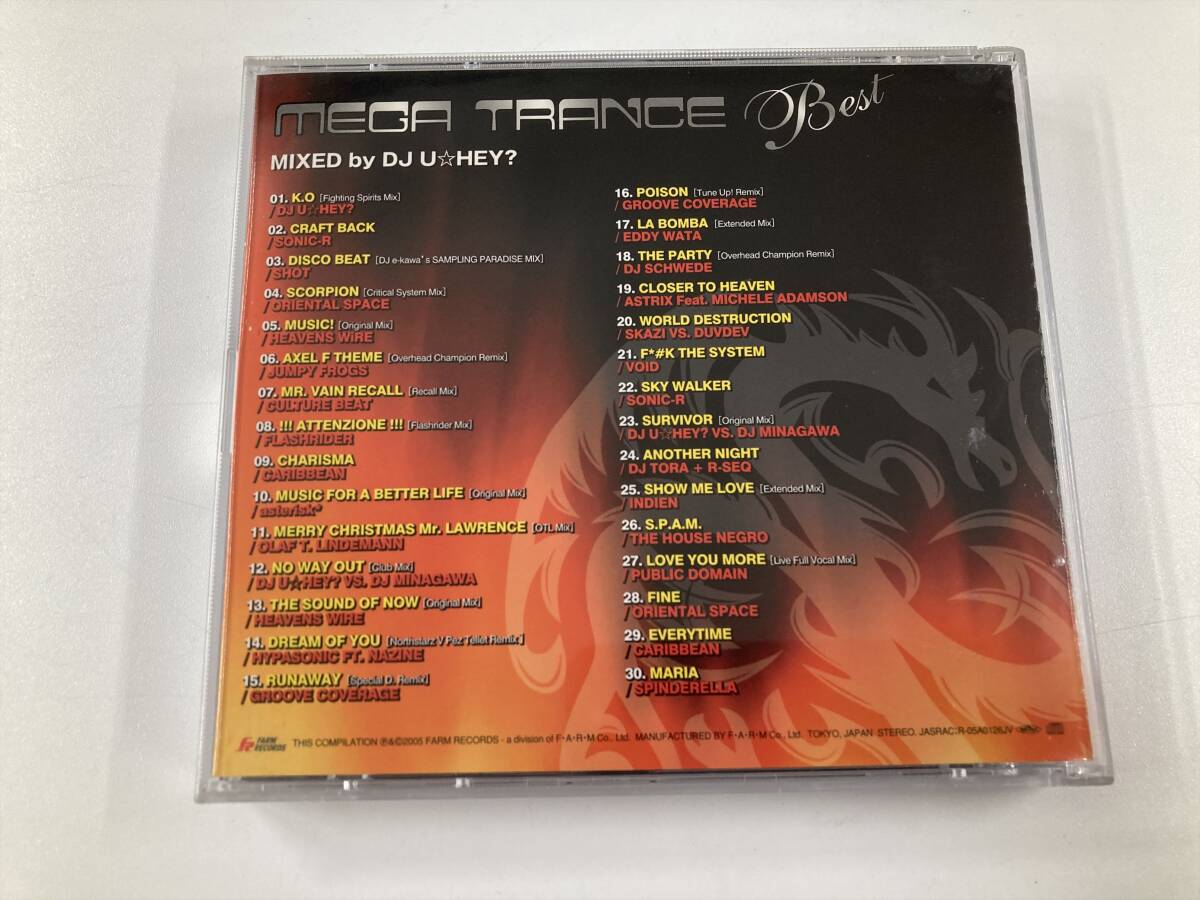 MEGA TRANCE Best
MIXED by DJ U☆HEY?
01. K.O [Fighting Spirits Mix]
/ DJ U☆HEY?
02. CRAFT BACK
/ SONIC-R
03. DISCO BEAT [DJ e-kawa's SAMPLING PARADISE MIX]
/ SHOT
04. SCORPION [Critical System Mix]
/ ORIENTAL SPACE
05. MUSIC! [Original Mix]
/ HEAVENS WiRE
06. AXEL F THEME [Overhead Champion Remix]
/ JUMPY FROGS
07. MR. VAIN RECALL [Recall Mix]
/ CULTURE BEAT
08. !!! ATTENZIONE !!! [Flashrider Mix]
/ FLASHRIDER
09. CHARISMA
/ CARIBBEAN
10. MUSIC FOR A BETTER LIFE [Original Mix]
/ asterisk*
11. MERRY CHRISTMAS Mr. LAWRENCE [OTL Mix]
/ OLAF T. LINDEMANN
12. NO WAY OUT [Club Mix]
/ DJ U☆HEY? VS. DJ MINAGAWA
13. THE SOUND OF NOW [Original Mix]
/ HEAVENS WIRE
14. DREAM OF YOU [Northstarz V Pez Tellet Remix]
/ HYPASONIC FT. NAZINE
15. RUNAWAY [Special D. Remix]
/ GROOVE COVERAGE
16. POISON [Tune Up! Remix]
/ GROOVE COVERAGE
17. LA BOMBA [Extended Mix]
/ EDDY WATA
18. THE PARTY [Overhead Champion Remix]
/ DJ SCHWEDE
19. CLOSER TO HEAVEN
/ ASTRIX Feat. MICHELE ADAMSON
20. WORLD DESTRUCTION
/ SKAZI VS. DUVDEV
21. F*#K THE SYSTEM
/ VOID
22. SKY WALKER
/ SONIC-R
23. SURVIVOR [Original Mix]
/ DJ U☆HEY? VS. DJ MINAGAWA
24. ANOTHER NIGHT
/ DJ TORA + R-SEQ
25. SHOW ME LOVE [Extended Mix]
/ INDIEN
26. S.P.A.M.
/ THE HOUSE NEGRO
27. LOVE YOU MORE [Live Full Vocal Mix]
/ PUBLIC DOMAIN
28. FINE
/ ORIENTAL SPACE
29. EVERYTIME
/ CARIBBEAN
30. MARIA
/ SPINDERELLA
FARM RECORDS
THIS COMPILATION ℗&©2005 FARM RECORDS - a division of F・A・R・M Co., Ltd. MANUFACTURED BY F・A・R・M Co., Ltd. TOKYO, JAPAN STEREO. JASRAC:R-05A0126JV